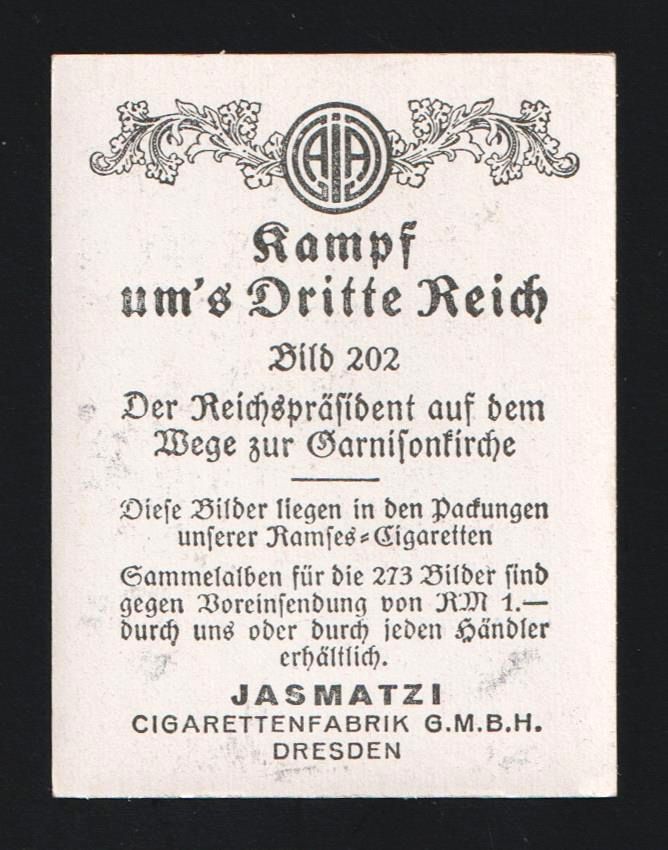 Kampf
um's Dritte Reich
Bild 202
Der Reichspräsident auf dem
Wege zur Garnisonkirche
Diese Bilder liegen in den Packungen
unserer Ramses=Cigaretten
Sammelalben für die 273 Bilder sind
gegen Voreinsendung von RM 1.—
durch uns oder durch jeden Händler
erhältlich.
JASMATZI
CIGARETTENFABRIK G.M.B.H.
DRESDEN